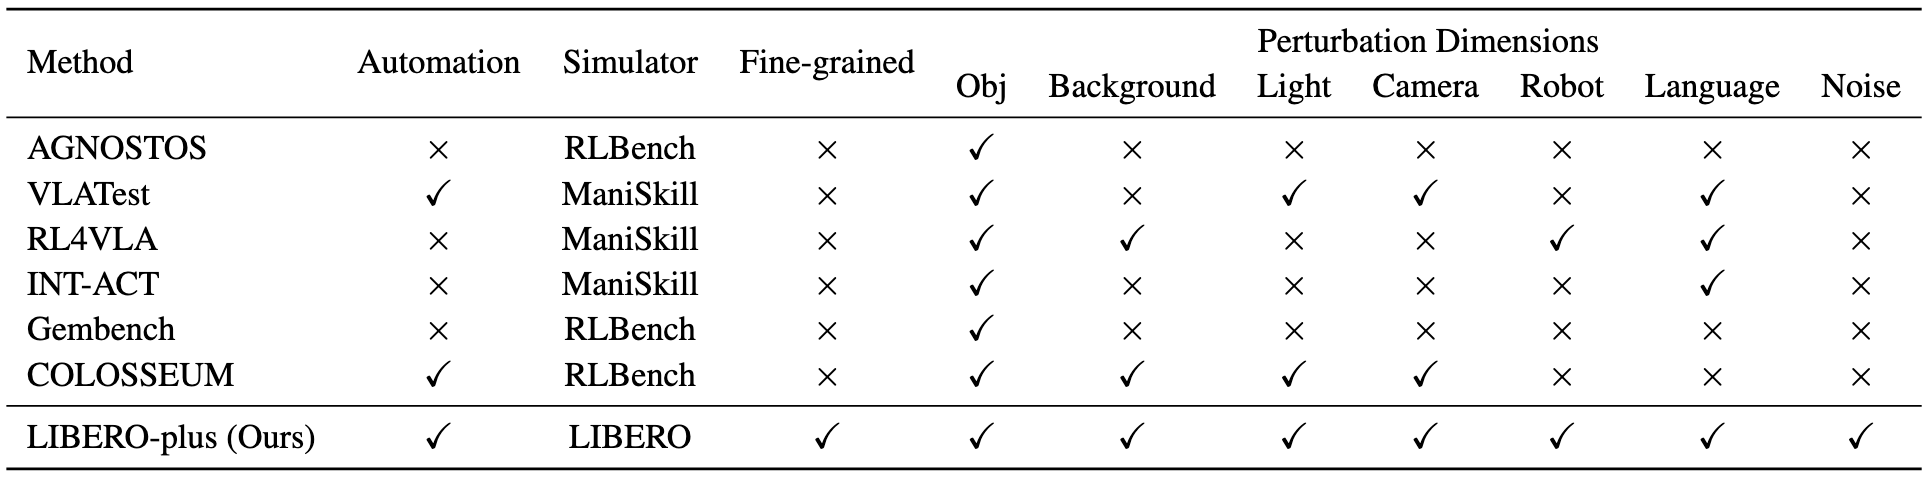 Perturbation Dimensions
Method Automation Simulator Fine-grained Obj Background Light Camera Robot Language Noise
AGNOSTOS × RLBench × ✓ × × × × × ×
VLATest ✓ ManiSkill × ✓ × ✓ ✓ × ✓ ×
RL4VLA × ManiSkill × ✓ ✓ × × ✓ ✓ ×
INT-ACT × ManiSkill × ✓ × × × × ✓ ×
Gembench × RLBench × ✓ × × × × × ×
COLOSSEUM ✓ RLBench × ✓ ✓ ✓ ✓ × × ×
LIBERO-plus (Ours) ✓ LIBERO ✓ ✓ ✓ ✓ ✓ ✓ ✓ ✓